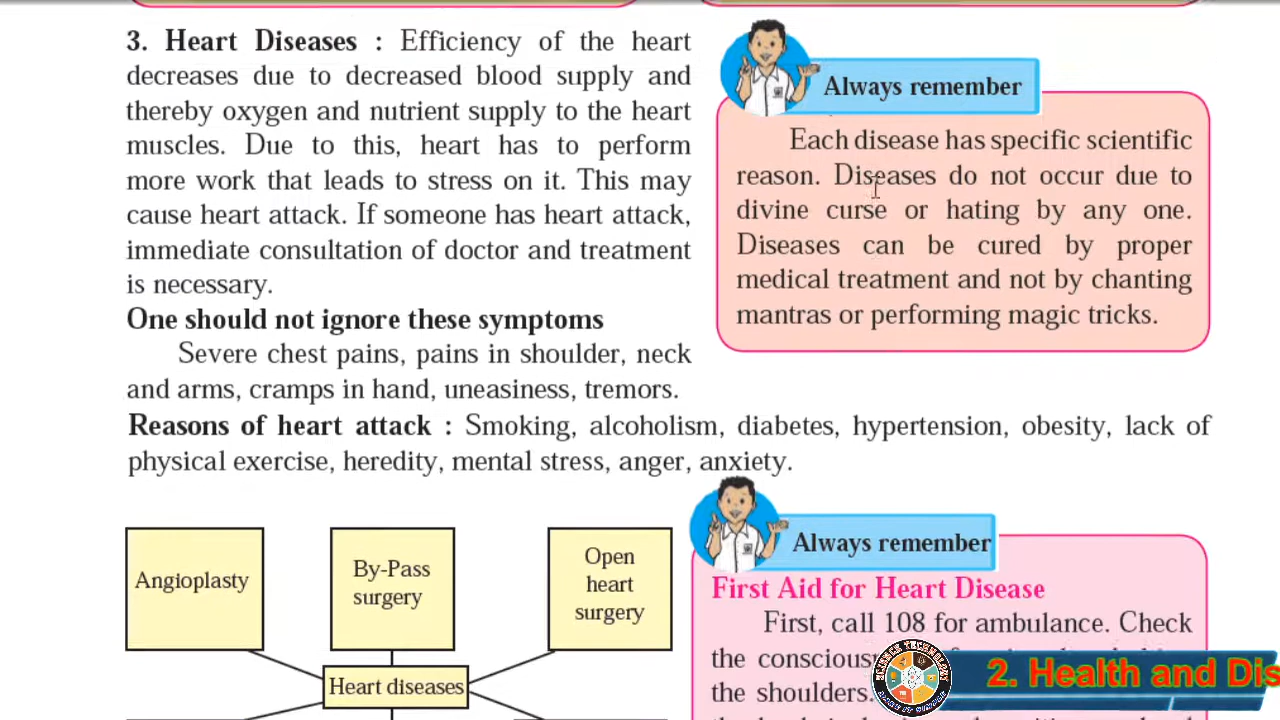 3. Heart Diseases : Efficiency of the heart
decreases due to decreased blood supply and
thereby oxygen and nutrient supply to the heart
muscles. Due to this, heart has to perform
more work that leads to stress on it. This may
cause heart attack. If someone has heart attack,
immediate consultation of doctor and treatment
is necessary.
One should not ignore these symptoms
Severe chest pains, pains in shoulder, neck
and arms, cramps in hand, uneasiness, tremors.
Always remember
Each disease has specific scientific
reason. Diseases do not occur due to
divine curse or hating by any one.
Diseases can be cured by proper
medical treatment and not by chanting
mantras or performing magic tricks.
Reasons of heart attack : Smoking, alcoholism, diabetes, hypertension, obesity, lack of
physical exercise, heredity, mental stress, anger, anxiety.
Angioplasty
By-Pass
surgery
Open
heart
surgery
Heart diseases
Always remember
First Aid for Heart Disease
First, call 108 for ambulance. Check
the
the shoulders.
SCIENCE TECHNOLOGY
2. Health and Dis